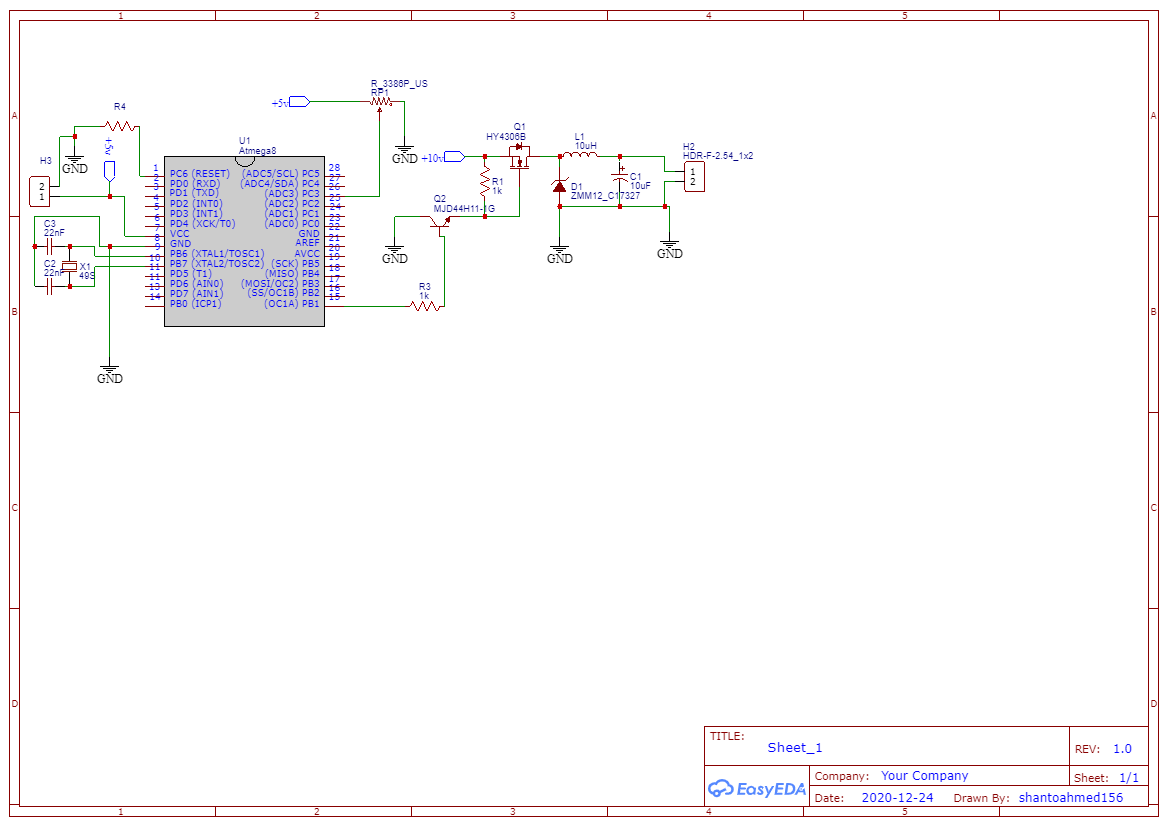 1 2 3 4 5
A A
B B
C C
D D
R_3386P_US
RP1
+5v
GND
R4
+5v
H3
GND
2
1
U1
Atmega8
1 PC6 (RESET) (ADC5/SCL) PC5 28
2 PD0 (RXD) (ADC4/SDA) PC4 27
3 PD1 (TXD) (ADC3) PC3 26
4 PD2 (INT0) (ADC2) PC2 25
5 PD3 (INT1) (ADC1) PC1 24
6 PD4 (XCK/T0) (ADC0) PC0 23
7 VCC GND 22
8 GND AREF 21
9 PB6 (XTAL1/TOSC1) AVCC 20
10 PB7 (XTAL2/TOSC2) (SCK) PB5 19
11 PD5 (T1) (MISO) PB4 18
11 PD6 (AIN0) (MOSI/OC2) PB3 17
13 PD7 (AIN1) (SS/OC1B) PB2 16
14 PB0 (ICP1) (OC1A) PB1 15
C3
22nF
C2
22nF
X1
49S
GND
Q1
HY4306B
+10v
R1
1k
Q2
MJD44H11-1G
GND
R3
1k
L1
10uH
D1
ZMM12_C17327
GND
C1
10uF
H2
HDR-F-2.54_1x2
1
2
GND
TITLE:
Sheet_1
REV: 1.0
EasyEDA
Company: Your Company
Sheet: 1/1
Date: 2020-12-24 Drawn By: shantoahmed156
1 2 3 4 5